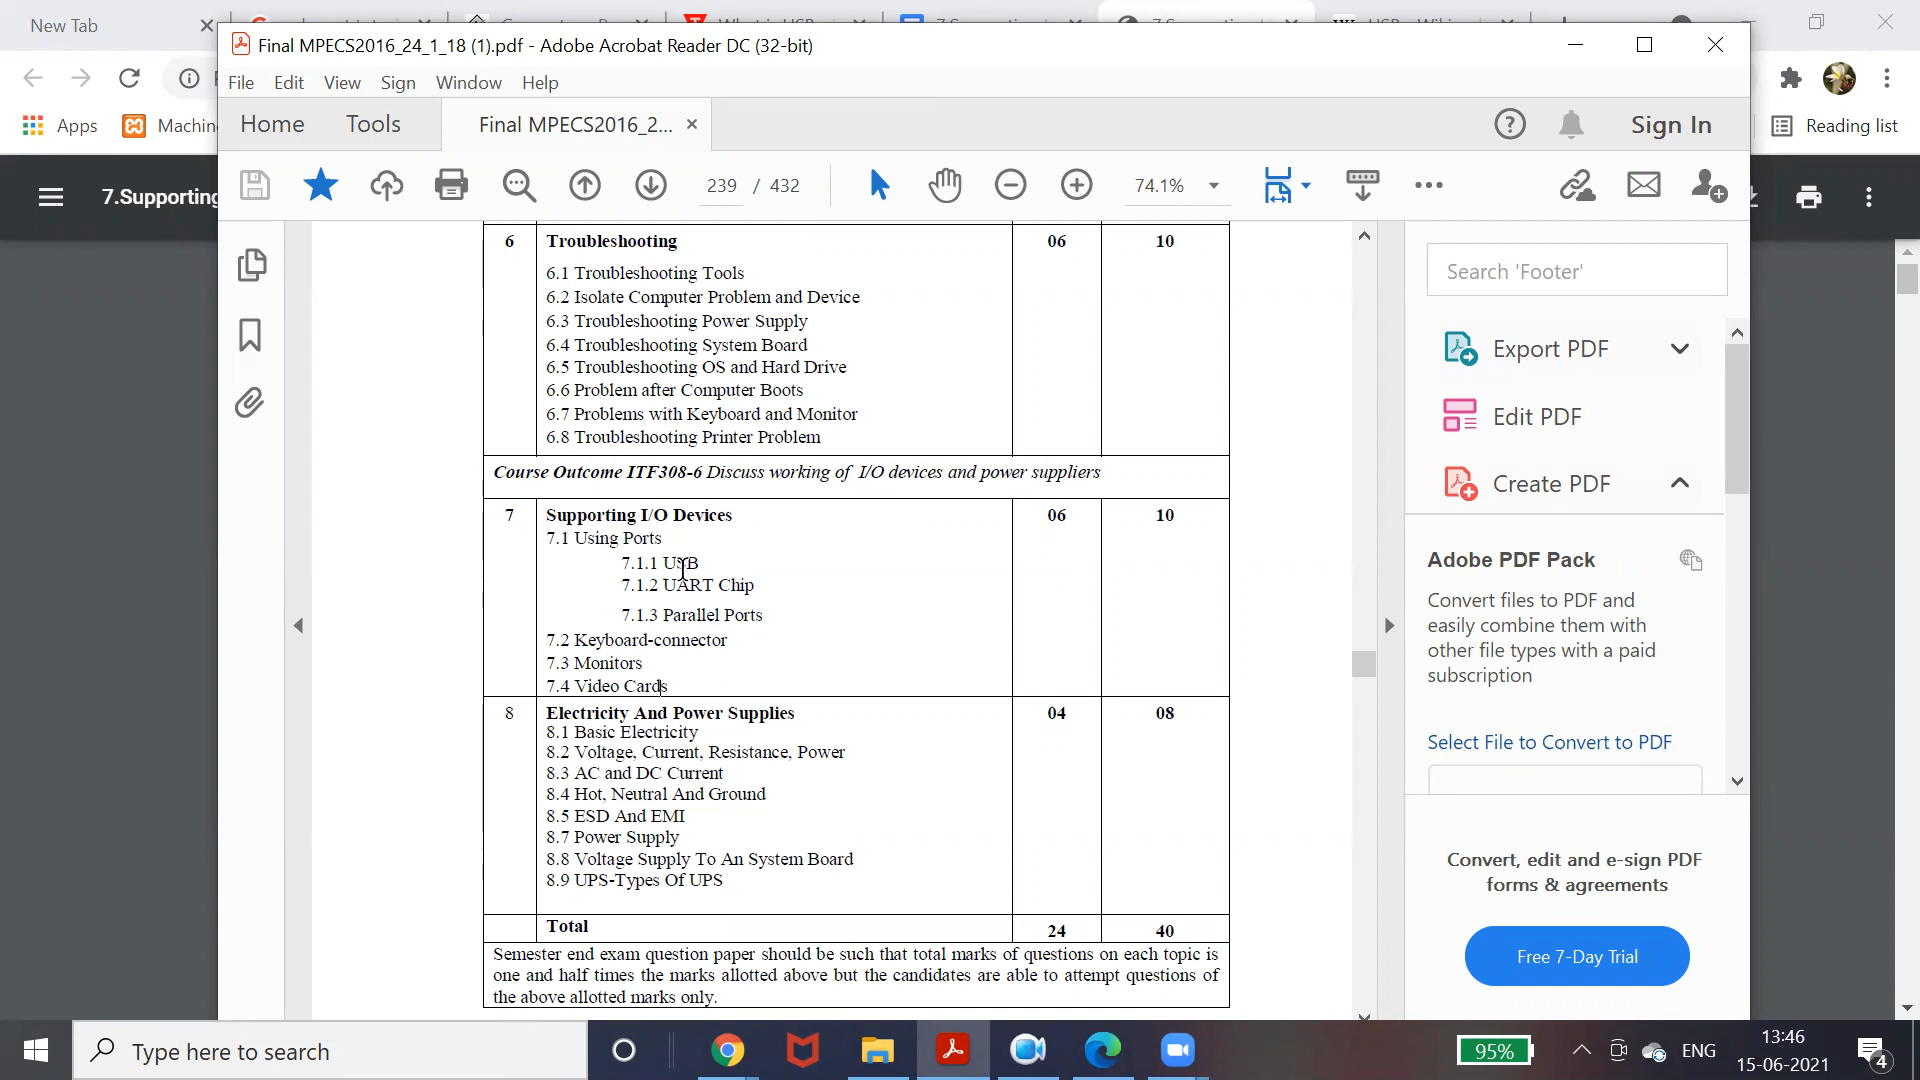 New Tab
Final MPECS2016_24_1_18 (1).pdf - Adobe Acrobat Reader DC (32-bit)
File Edit View Sign Window Help
Apps
Machin
Reading list
Home Tools Final MPECS2016_2... Sign In
239 / 432 74.1%
7.Supporting
6 Troubleshooting 06 10
6.1 Troubleshooting Tools
6.2 Isolate Computer Problem and Device
6.3 Troubleshooting Power Supply
6.4 Troubleshooting System Board
6.5 Troubleshooting OS and Hard Drive
6.6 Problem after Computer Boots
6.7 Problems with Keyboard and Monitor
6.8 Troubleshooting Printer Problem
Course Outcome ITF308-6 Discuss working of I/O devices and power suppliers
7 Supporting I/O Devices 06 10
7.1 Using Ports
7.1.1 USB
7.1.2 UART Chip
7.1.3 Parallel Ports
7.2 Keyboard-connector
7.3 Monitors
7.4 Video Cards
8 Electricity And Power Supplies 04 08
8.1 Basic Electricity
8.2 Voltage, Current, Resistance, Power
8.3 AC and DC Current
8.4 Hot, Neutral And Ground
8.5 ESD And EMI
8.7 Power Supply
8.8 Voltage Supply To An System Board
8.9 UPS-Types Of UPS
Total 24 40
Semester end exam question paper should be such that total marks of questions on each topic is
one and half times the marks allotted above but the candidates are able to attempt questions of
the above allotted marks only.
Search 'Footer'
Export PDF
Edit PDF
Create PDF
Adobe PDF Pack
Convert files to PDF and
easily combine them with
other file types with a paid
subscription
Select File to Convert to PDF
Convert, edit and e-sign PDF
forms & agreements
Free 7-Day Trial
Type here to search
95%
ENG
13:46
15-06-2021
4